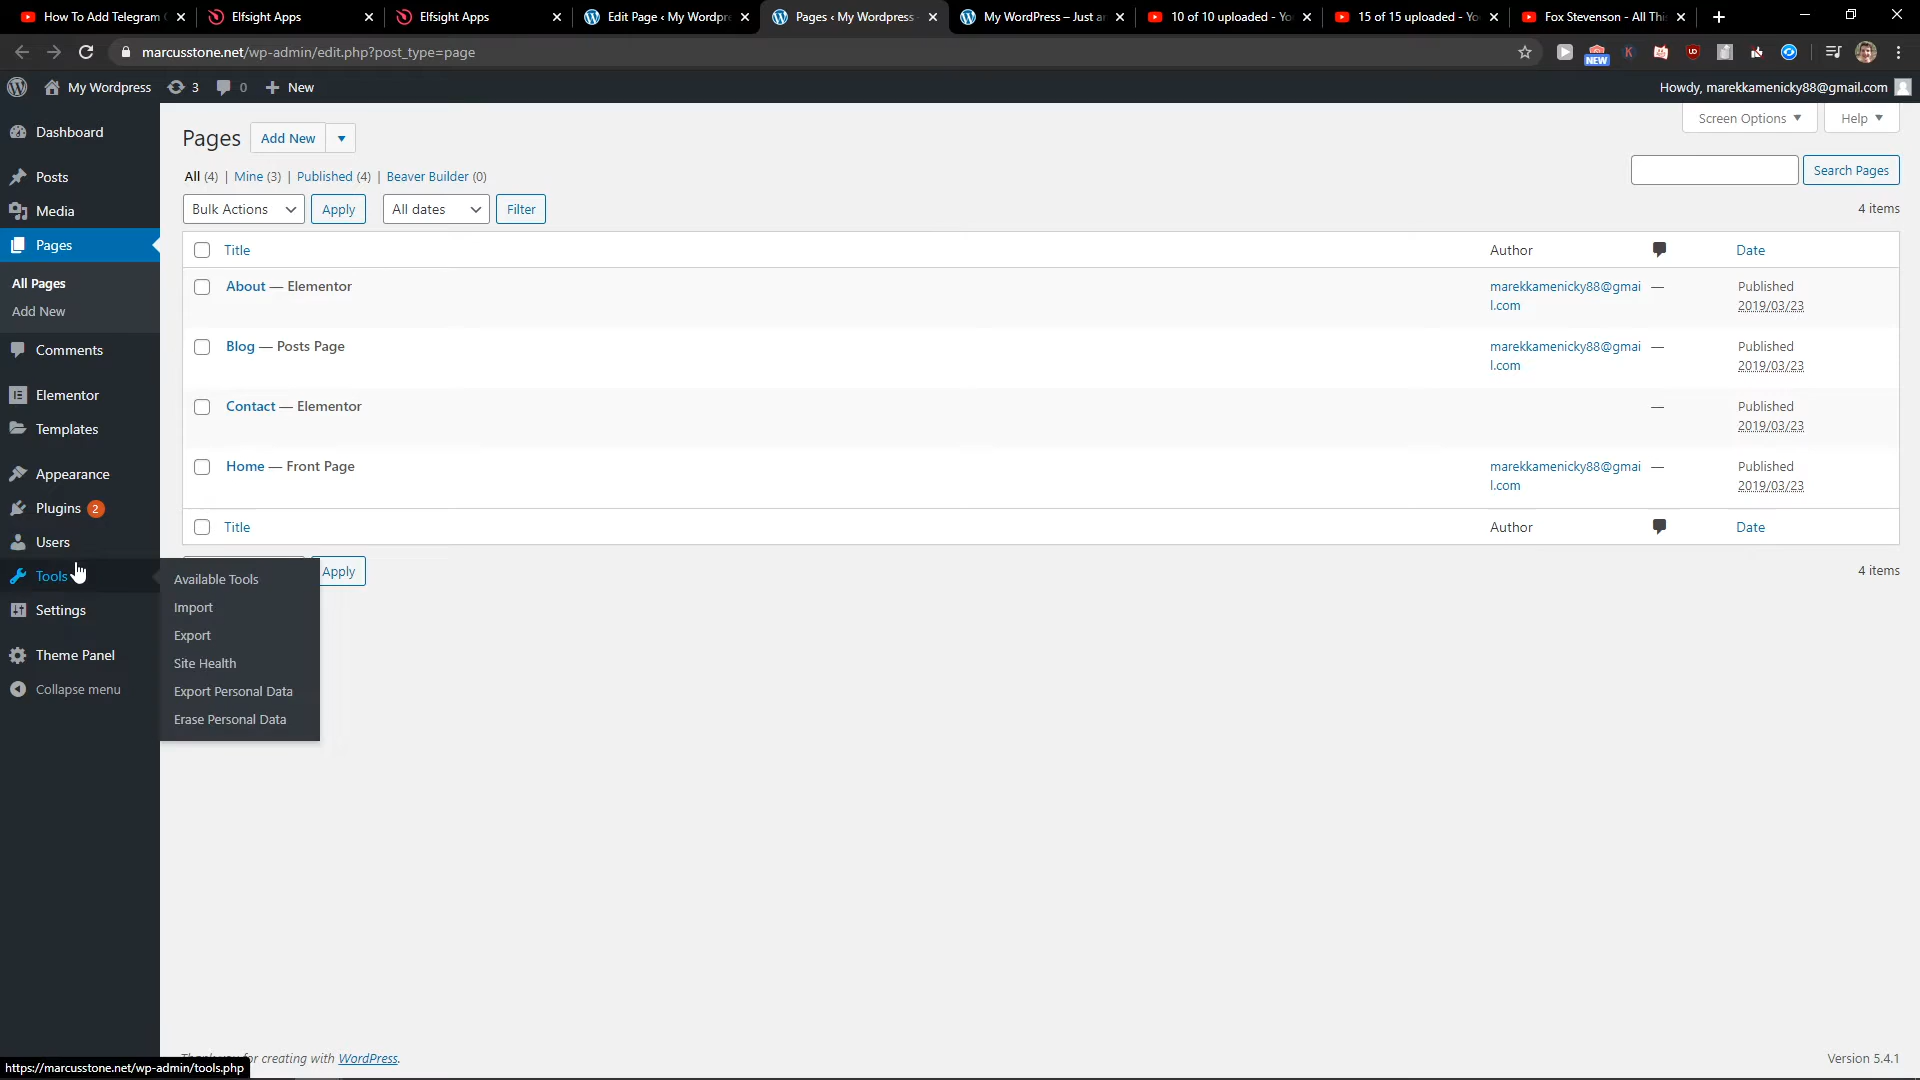 How To Add Telegram
Elfsight Apps
Elfsight Apps
Edit Page ‹ My Wordpre
Pages ‹ My Wordpress
My WordPress – Just a
10 of 10 uploaded - Yo
15 of 15 uploaded - Yo
Fox Stevenson - All Thi
marcusstone.net/wp-admin/edit.php?post_type=page
NEW
K
My Wordpress
3
0
New
Howdy, marekkamenicky88@gmail.com
Dashboard
Posts
Media
Pages
All Pages
Add New
Comments
Elementor
Templates
Appearance
Plugins 2
Users
Tools
Settings
Theme Panel
Collapse menu
Available Tools
Import
Export
Site Health
Export Personal Data
Erase Personal Data
Pages
Add New
Screen Options
Help
All (4) | Mine (3) | Published (4) | Beaver Builder (0)
Search Pages
Bulk Actions
Apply
All dates
Filter
4 items
Title
Author
Date
About — Elementor
marekkamenicky88@gmai
l.com
—
Published
2019/03/23
Blog — Posts Page
marekkamenicky88@gmai
l.com
—
Published
2019/03/23
Contact — Elementor
—
Published
2019/03/23
Home — Front Page
marekkamenicky88@gmai
l.com
—
Published
2019/03/23
Title
Author
Date
Apply
4 items
for creating with WordPress.
Version 5.4.1
https://marcusstone.net/wp-admin/tools.php